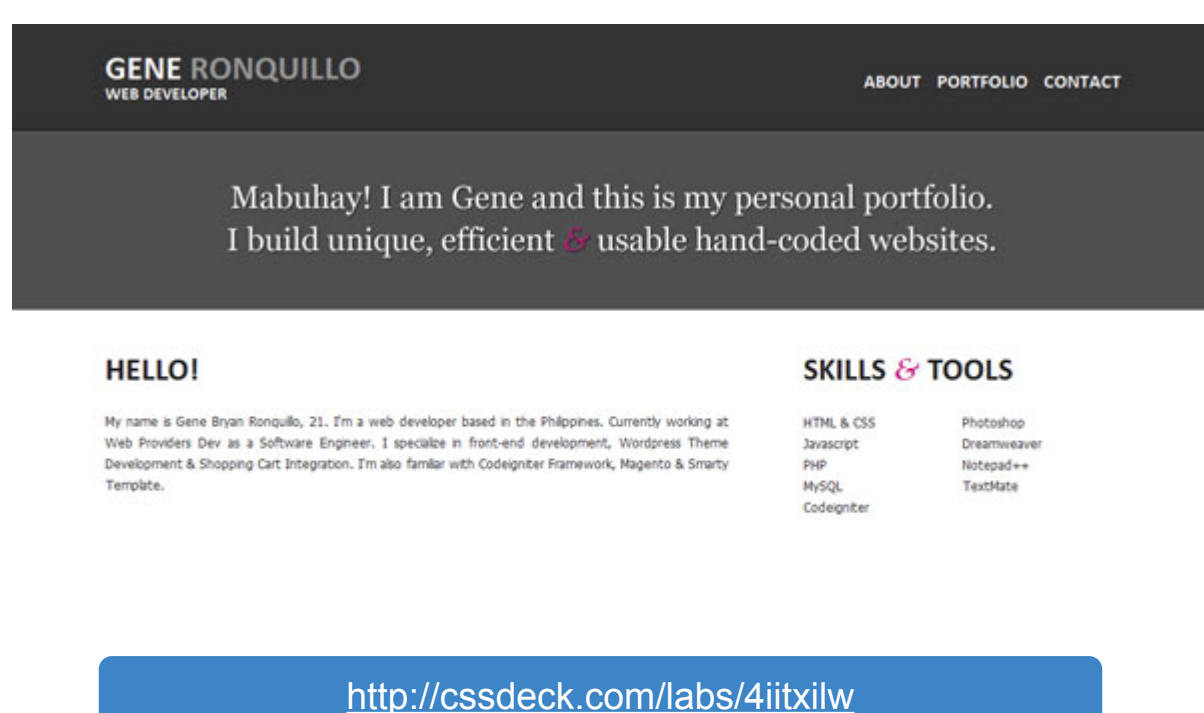 GENE RONQUILLO
WEB DEVELOPER
ABOUT PORTFOLIO CONTACT
Mabuhay! I am Gene and this is my personal portfolio.
I build unique, efficient & usable hand-coded websites.
HELLO!
My name is Gene Bryan Ronquillo, 21. I'm a web developer based in the Philippines. Currently working at
Web Providers Dev as a Software Engineer. I specialize in front-end development, Wordpress Theme
Development & Shopping Cart Integration. I'm also familiar with Codeigniter Framework, Magento & Smarty
Template.
SKILLS & TOOLS
HTML & CSS
Javascript
PHP
MySQL
Codeigniter
Photoshop
Dreamweaver
Notepad++
TextMate
http://cssdeck.com/labs/4iitxilw